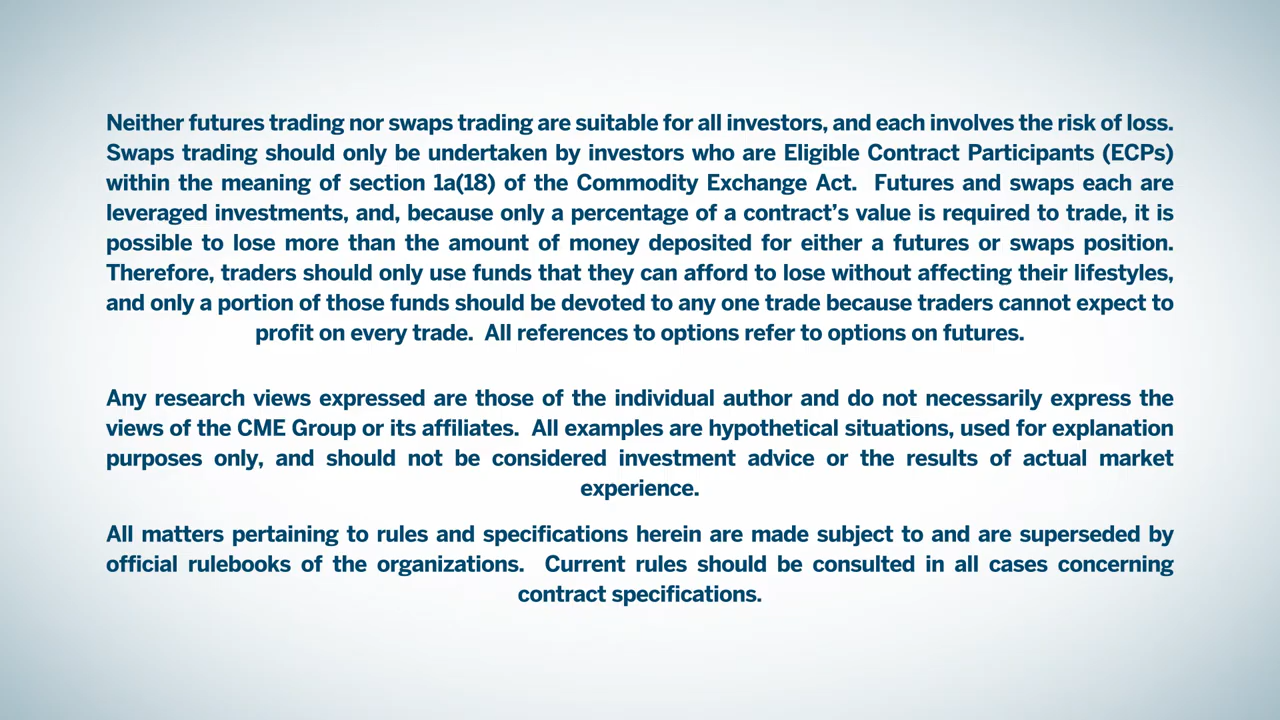 Neither futures trading nor swaps trading are suitable for all investors, and each involves the risk of loss.
Swaps trading should only be undertaken by investors who are Eligible Contract Participants (ECPs)
within the meaning of section 1a(18) of the Commodity Exchange Act.  Futures and swaps each are
leveraged investments, and, because only a percentage of a contract’s value is required to trade, it is
possible to lose more than the amount of money deposited for either a futures or swaps position.
Therefore, traders should only use funds that they can afford to lose without affecting their lifestyles,
and only a portion of those funds should be devoted to any one trade because traders cannot expect to
profit on every trade.  All references to options refer to options on futures.
Any research views expressed are those of the individual author and do not necessarily express the
views of the CME Group or its affiliates.  All examples are hypothetical situations, used for explanation
purposes only, and should not be considered investment advice or the results of actual market
experience.
All matters pertaining to rules and specifications herein are made subject to and are superseded by
official rulebooks of the organizations.  Current rules should be consulted in all cases concerning
contract specifications.